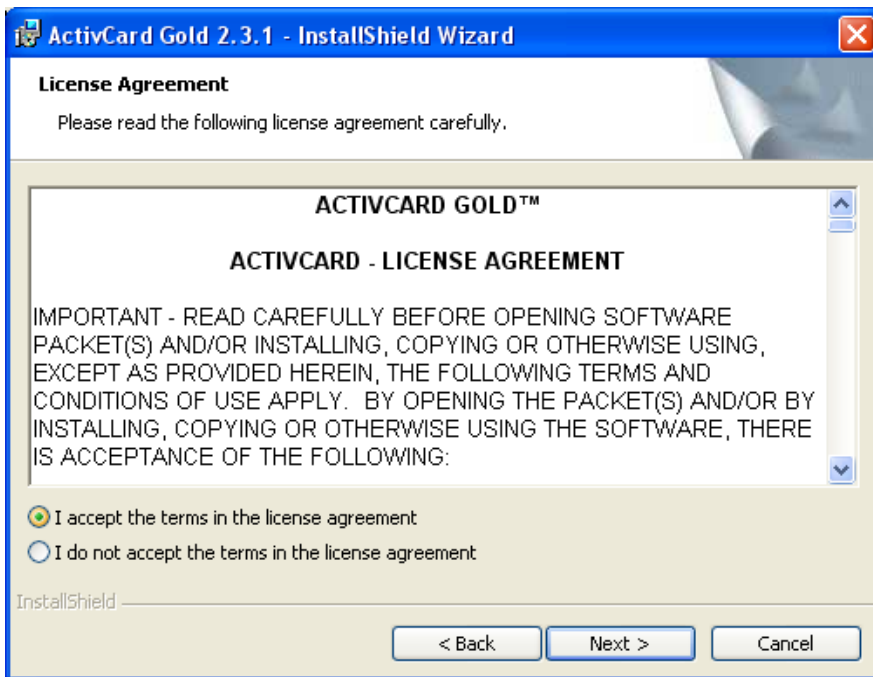 ActivCard Gold 2.3.1 - InstallShield Wizard
License Agreement
Please read the following license agreement carefully.
ACTIVCARD GOLD™
ACTIVCARD - LICENSE AGREEMENT
IMPORTANT - READ CAREFULLY BEFORE OPENING SOFTWARE
PACKET(S) AND/OR INSTALLING, COPYING OR OTHERWISE USING,
EXCEPT AS PROVIDED HEREIN, THE FOLLOWING TERMS AND
CONDITIONS OF USE APPLY.  BY OPENING THE PACKET(S) AND/OR BY
INSTALLING, COPYING OR OTHERWISE USING THE SOFTWARE, THERE
IS ACCEPTANCE OF THE FOLLOWING:
I accept the terms in the license agreement
I do not accept the terms in the license agreement
InstallShield
< Back Next > Cancel